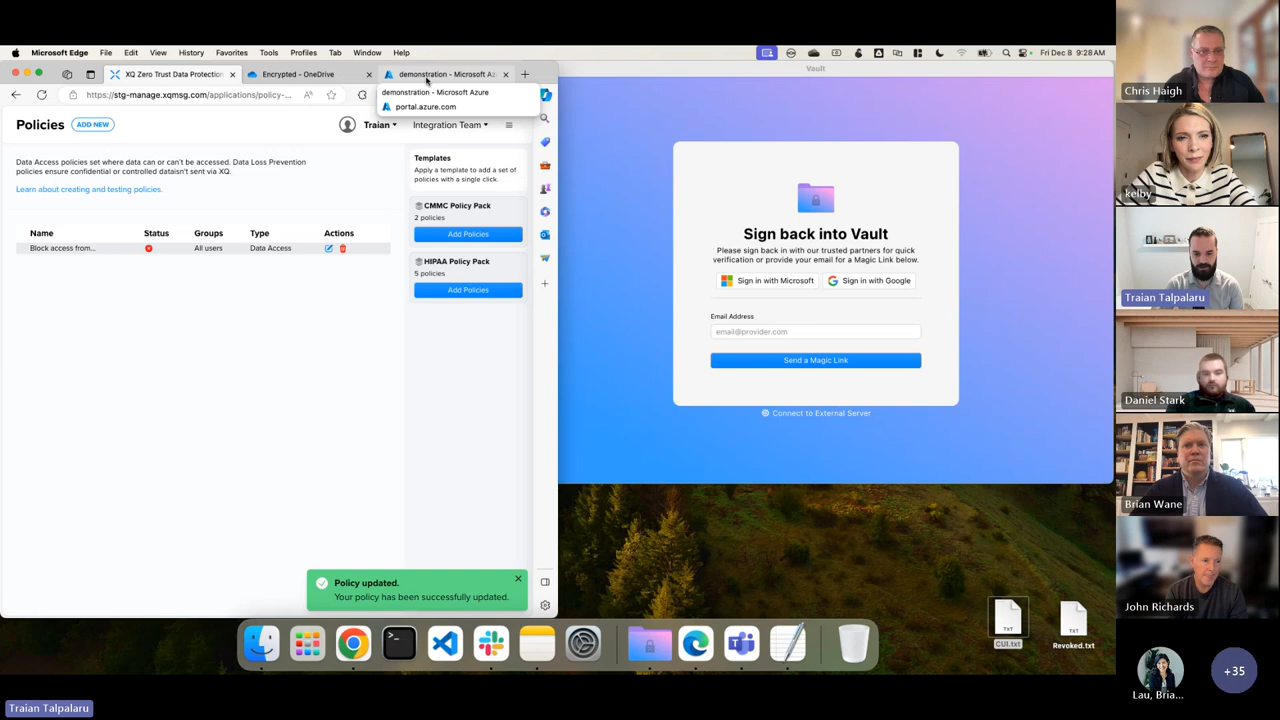 Microsoft Edge File Edit View History Favorites Tools Profiles Tab Window Help
Fri Dec 8 9:28 AM
XQ Zero Trust Data Protection
Encrypted - OneDrive
demonstration - Microsoft Az
https://stg-manage.xqmsg.com/applications/policy-...
demonstration - Microsoft Azure
portal.azure.com
Policies
ADD NEW
Traian
Integration Team
Data Access policies set where data can or can't be accessed. Data Loss Prevention
policies ensure confidential or controlled dataisn't sent via XQ.
Learn about creating and testing policies.
Name Status Groups Type Actions
Block access from... All users Data Access
Templates
Apply a template to add a set of
policies with a single click.
CMMC Policy Pack
2 policies
Add Policies
HIPAA Policy Pack
5 policies
Add Policies
Policy updated.
Your policy has been successfully updated.
Vault
Sign back into Vault
Please sign back in with our trusted partners for quick
verification or provide your email for a Magic Link below.
Sign in with Microsoft
Sign in with Google
Email Address
email@provider.com
Send a Magic Link
Connect to External Server
TXT
CUI.txt
TXT
Revoked.txt
Chris Haigh
kelby
Traian Talpalaru
Daniel Stark
Brian Wane
John Richards
Lau, Bria...
+35
Traian Talpalaru